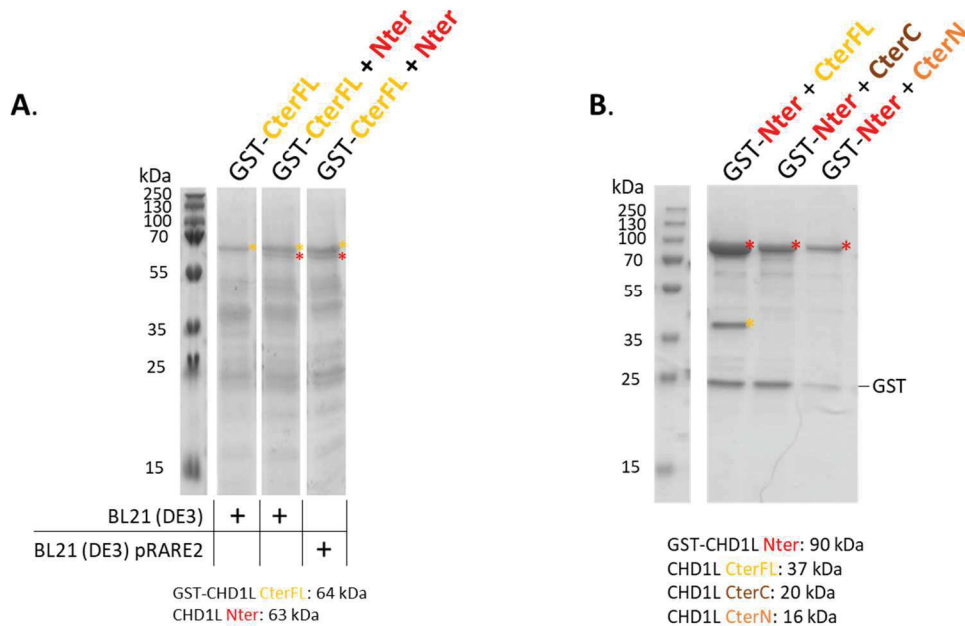 A.
GST-CterFL
GST-CterFL + Nter
GST-CterFL + Nter
kDa
250
130
100
70
55
35
25
15
*
*
*
*
*
BL21 (DE3) + +
BL21 (DE3) pRARE2 +
GST-CHD1L CterFL: 64 kDa
CHD1L Nter: 63 kDa
B.
GST-Nter + CterFL
GST-Nter + CterC
GST-Nter + CterN
kDa
250
130
100
70
55
35
25
15
*
*
*
*
GST
GST-CHD1L Nter: 90 kDa
CHD1L CterFL: 37 kDa
CHD1L CterC: 20 kDa
CHD1L CterN: 16 kDa